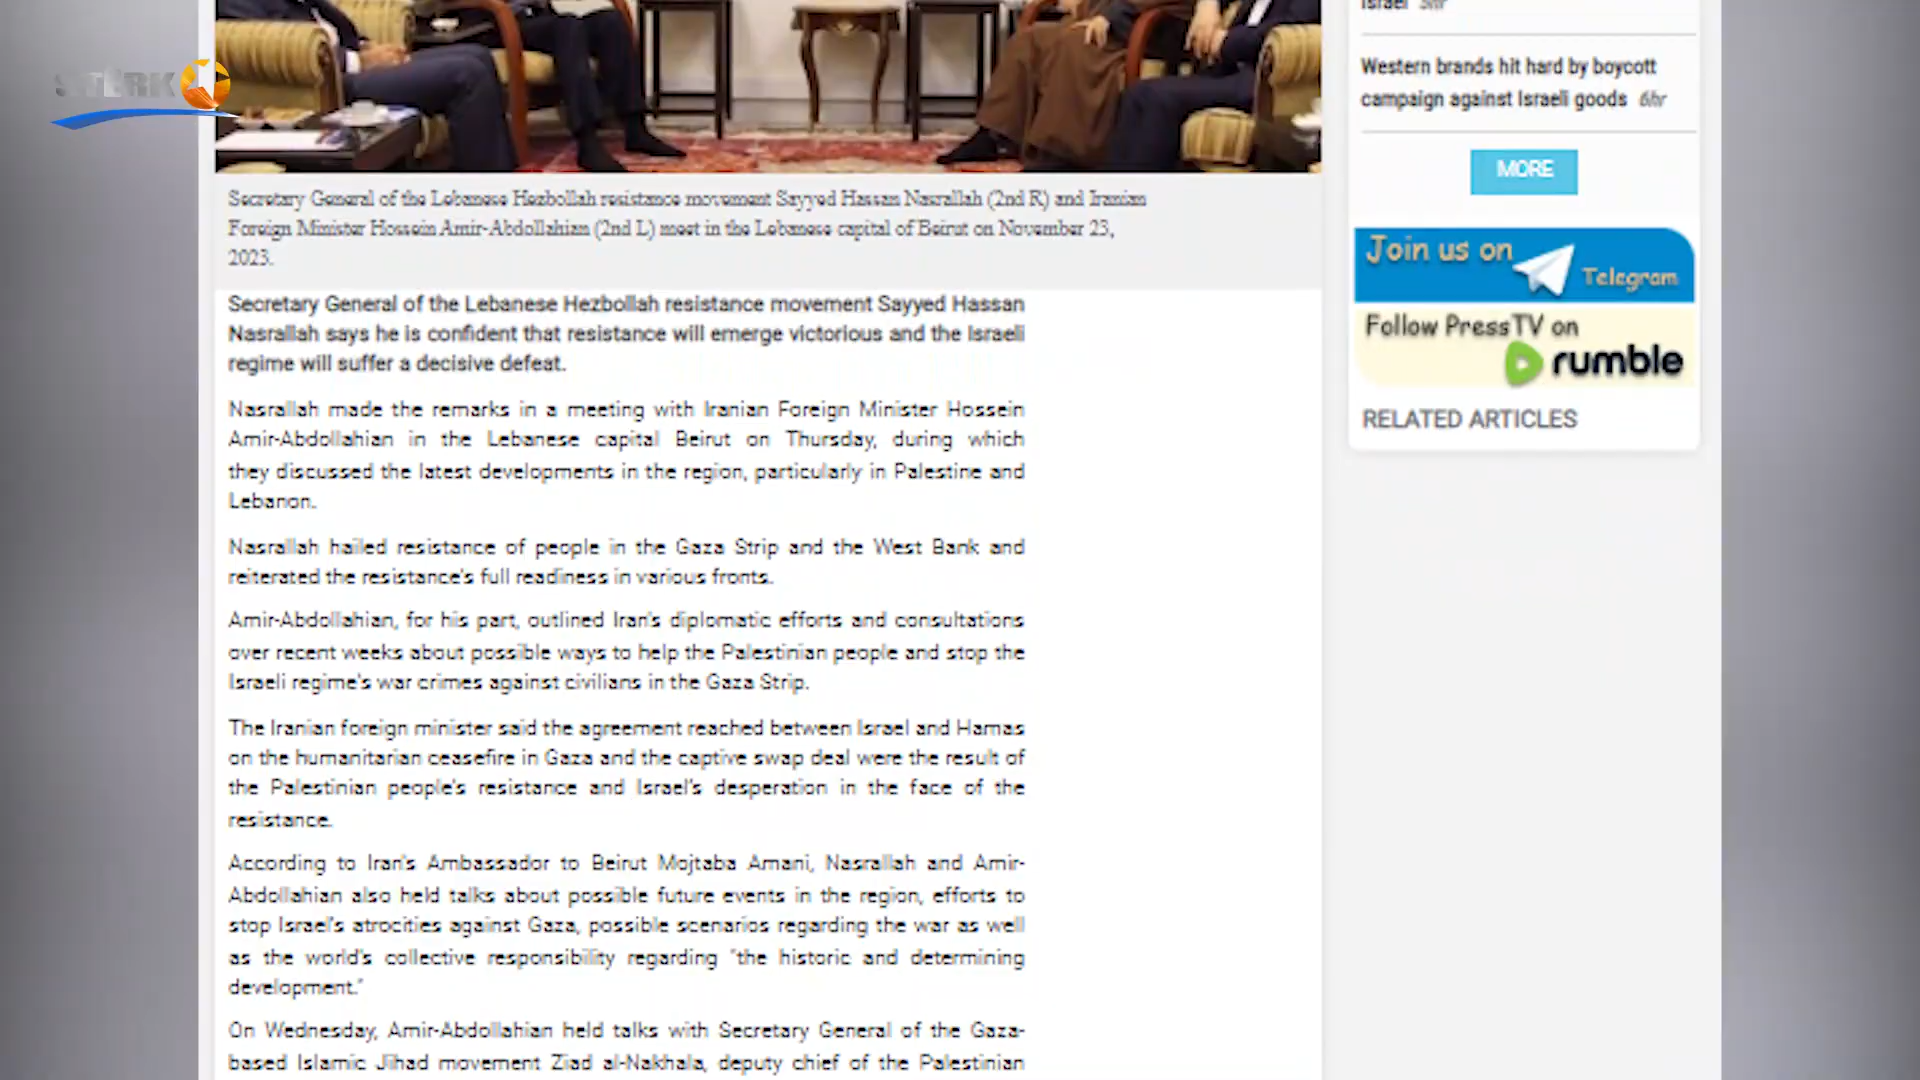 STÊRK
Secretary General of the Lebanese Hezbollah resistance movement Sayyed Hassan Nasrallah (2nd R) and Iranian
Foreign Minister Hossein Amir-Abdollahian (2nd L) meet in the Lebanese capital of Beirut on November 23,
2023.
Secretary General of the Lebanese Hezbollah resistance movement Sayyed Hassan
Nasrallah says he is confident that resistance will emerge victorious and the Israeli
regime will suffer a decisive defeat.
Nasrallah made the remarks in a meeting with Iranian Foreign Minister Hossein
Amir-Abdollahian in the Lebanese capital Beirut on Thursday, during which
they discussed the latest developments in the region, particularly in Palestine and
Lebanon.
Nasrallah hailed resistance of people in the Gaza Strip and the West Bank and
reiterated the resistance's full readiness in various fronts.
Amir-Abdollahian, for his part, outlined Iran's diplomatic efforts and consultations
over recent weeks about possible ways to help the Palestinian people and stop the
Israeli regime's war crimes against civilians in the Gaza Strip.
The Iranian foreign minister said the agreement reached between Israel and Hamas
on the humanitarian ceasefire in Gaza and the captive swap deal were the result of
the Palestinian people's resistance and Israel's desperation in the face of the
resistance.
According to Iran's Ambassador to Beirut Mojtaba Amani, Nasrallah and Amir-
Abdollahian also held talks about possible future events in the region, efforts to
stop Israel's atrocities against Gaza, possible scenarios regarding the war as well
as the world's collective responsibility regarding "the historic and determining
development."
On Wednesday, Amir-Abdollahian held talks with Secretary General of the Gaza-
based Islamic Jihad movement Ziad al-Nakhala, deputy chief of the Palestinian
Israel 5hr
Western brands hit hard by boycott
campaign against Israeli goods 6hr
MORE
Join us on
Telegram
Follow PressTV on
rumble
RELATED ARTICLES